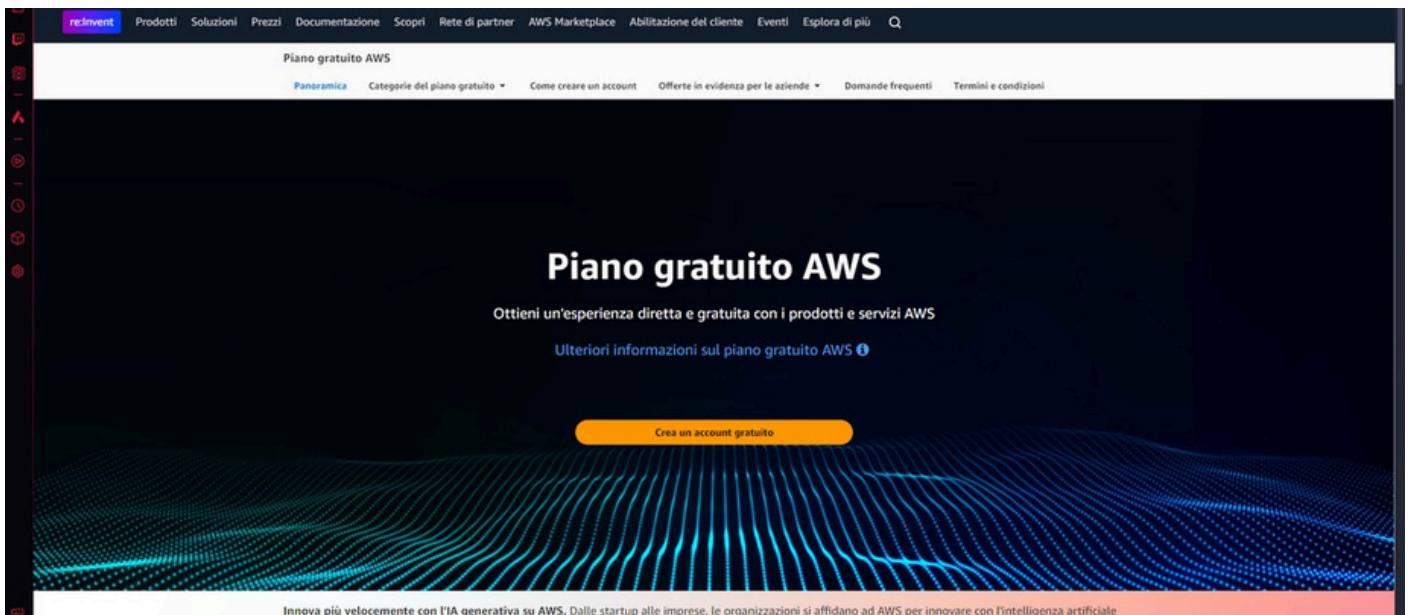 re:Invent Prodotti Soluzioni Prezzi Documentazione Scopri Rete di partner AWS Marketplace Abilitazione del cliente Eventi Esplora di più
Piano gratuito AWS
Panoramica Categorie del piano gratuito Come creare un account Offerte in evidenza per le aziende Domande frequenti Termini e condizioni
Piano gratuito AWS
Ottieni un'esperienza diretta e gratuita con i prodotti e servizi AWS
Ulteriori informazioni sul piano gratuito AWS
Crea un account gratuito
Innova più velocemente con l'IA generativa su AWS. Dalle startup alle imprese, le organizzazioni si affidano ad AWS per innovare con l'intelligenza artificiale